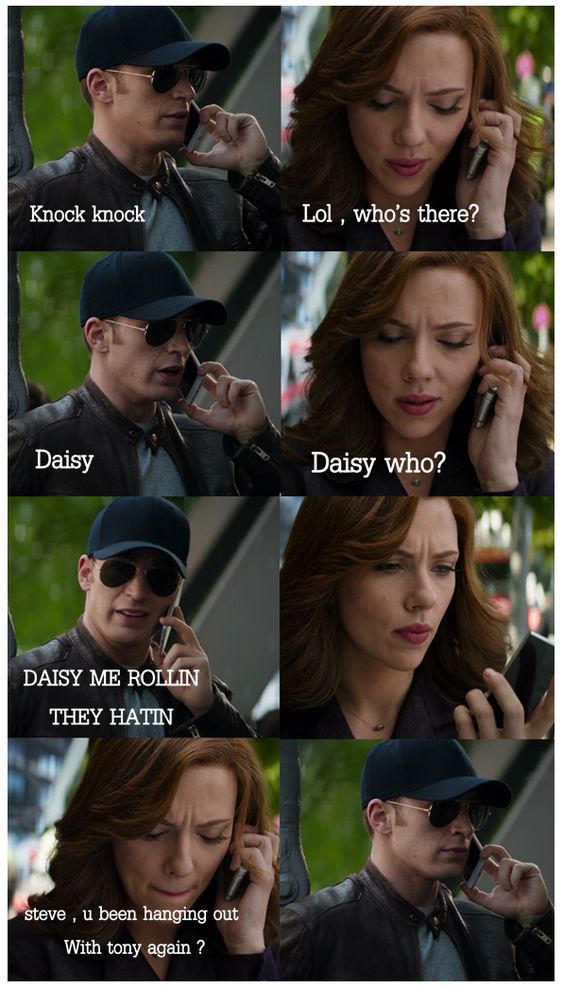 Knock knock
Lol , who's there?
Daisy
Daisy who?
DAISY ME ROLLIN
THEY HATIN
steve , u been hanging out
With tony again ?